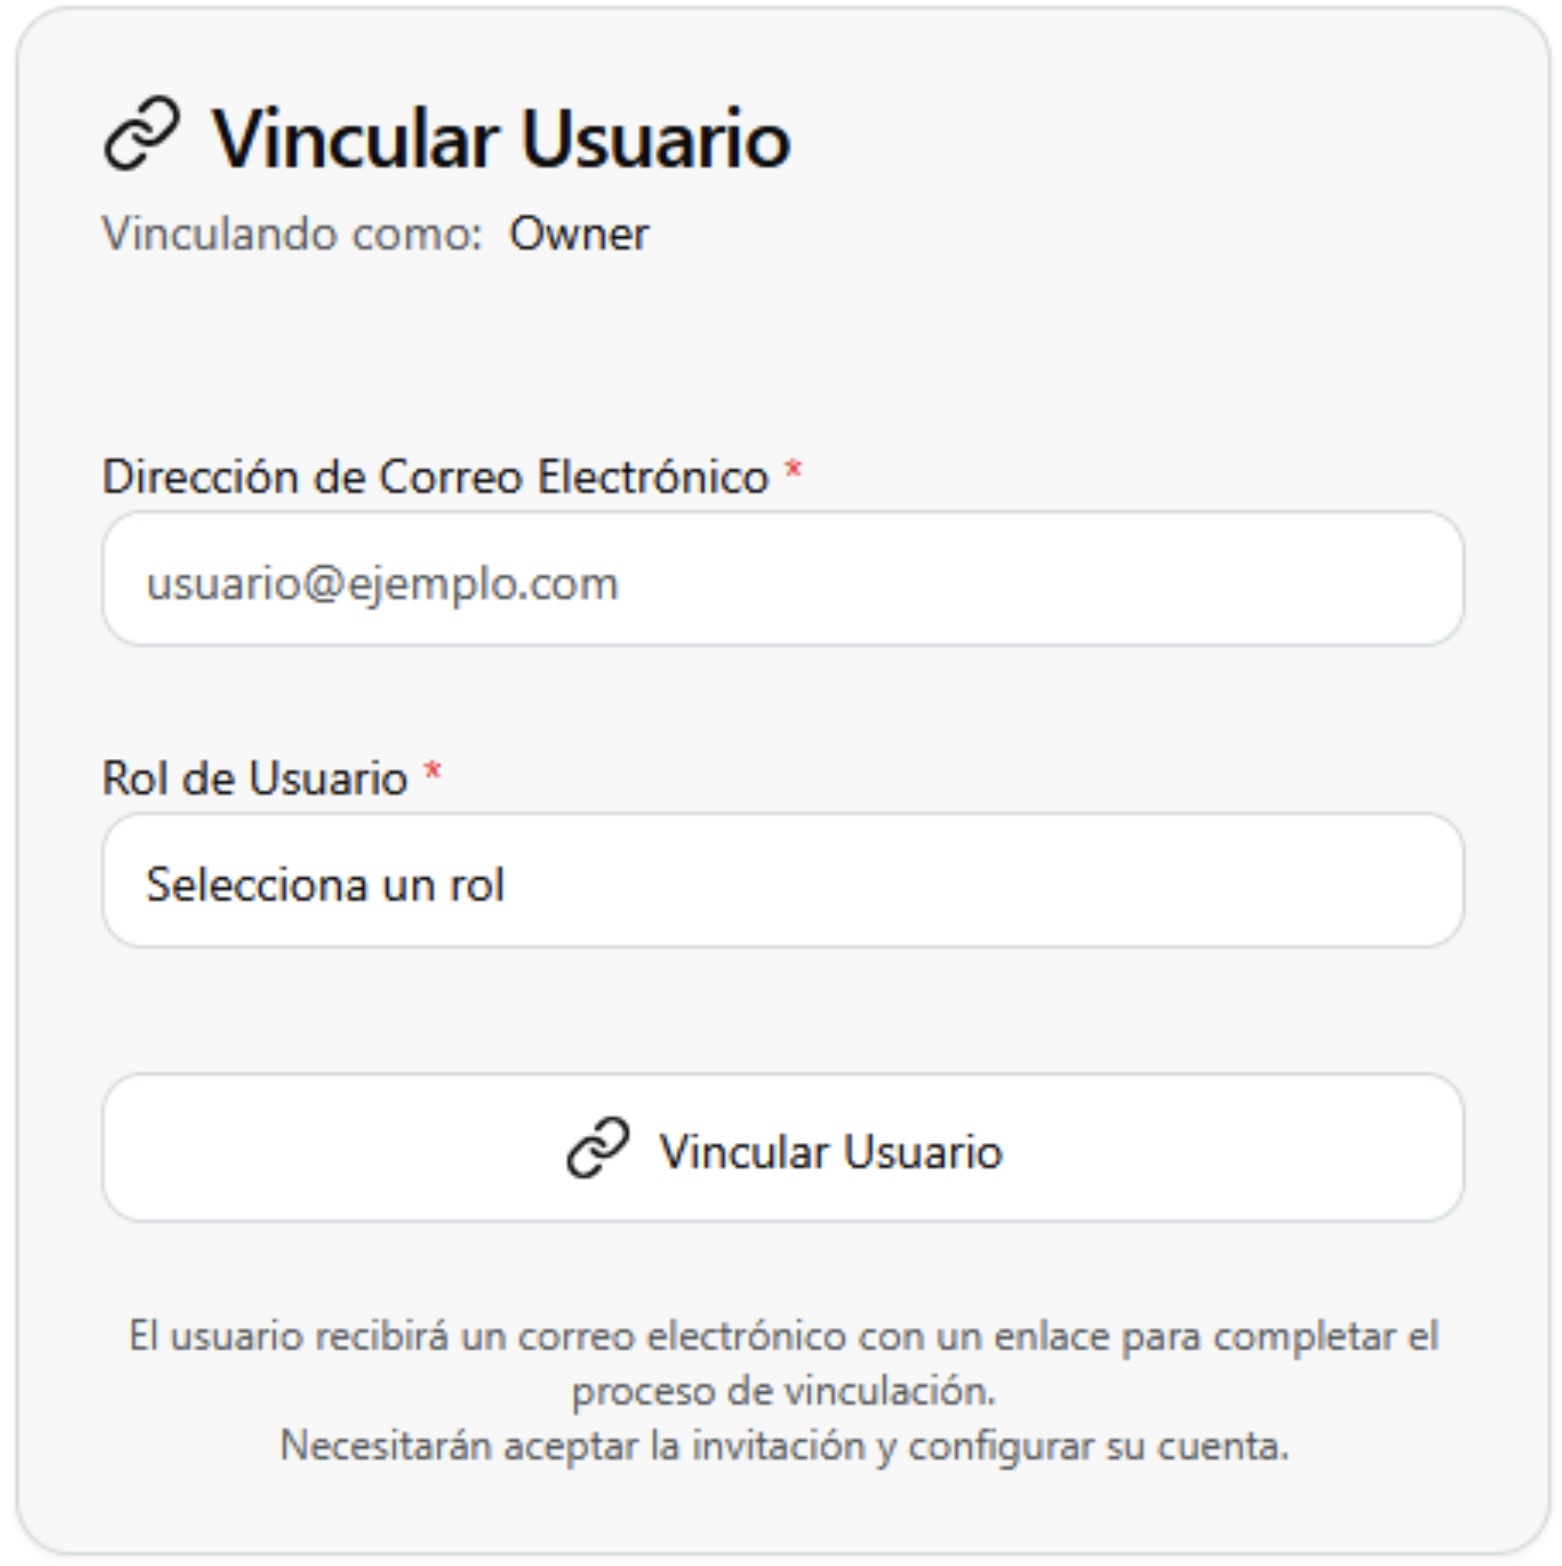 Vincular Usuario
Vinculando como: Owner
Dirección de Correo Electrónico *
usuario@ejemplo.com
Rol de Usuario *
Selecciona un rol
Vincular Usuario
El usuario recibirá un correo electrónico con un enlace para completar el
proceso de vinculación.
Necesitarán aceptar la invitación y configurar su cuenta.